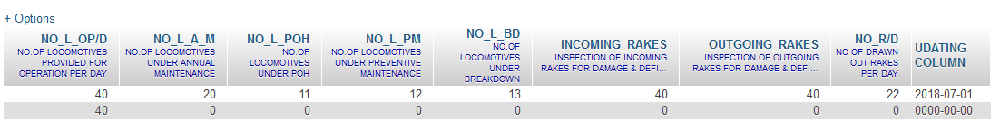 + Options
NO_L_OP/D
NO.OF LOCOMOTIVES
PROVIDED FOR
OPERATION PER DAY
NO_L_A_M
NO.OF LOCOMOTIVES
UNDER ANNUAL
MAINTENANCE
NO_L_POH
NO.OF
LOCOMOTIVES
UNDER POH
NO_L_PM
NO.OF LOCOMOTIVES
UNDER PREVENTIVE
MAINTENANCE
NO_L_BD
NO.OF
LOCOMOTIVES
UNDER
BREAKDOWN
INCOMING_RAKES
INSPECTION OF INCOMING
RAKES FOR DAMAGE & DEFI...
OUTGOING_RAKES
INSPECTION OF OUTGOING
RAKES FOR DAMAGE & DEFI...
NO_R/D
NO OF DRAWN
OUT RAKES
PER DAY
UDATING
COLUMN
40 20 11 12 13 40 40 22 2018-07-01
40 0 0 0 0 0 0 0 0000-00-00